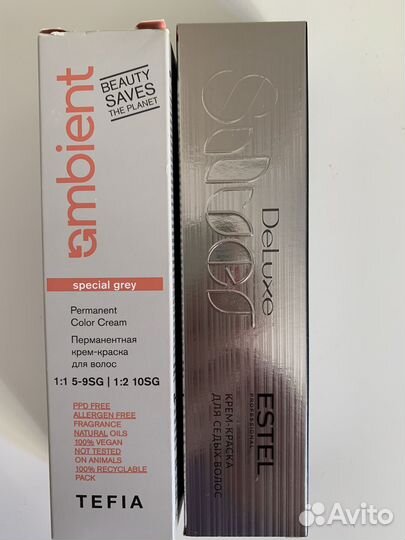 ambient
BEAUTY
SAVES
THE PLANET
special grey
Permanent
Color Cream
Перманентная
крем-краска
для волос
1:1 5-9SG | 1:2 10SG
PPD FREE
ALLERGEN FREE
FRAGRANCE
NATURAL OILS
100% VEGAN
NOT TESTED
ON ANIMALS
100% RECYCLABLE
PACK
TEFIA
Silver
DeLuxe
ESTEL
PROFESSIONAL
КРЕМ-КРАСКА
ДЛЯ СЕДЫХ ВОЛОС
Avito